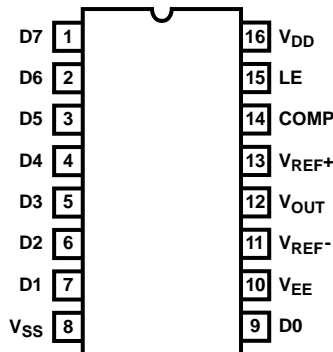 D7 1 16 VDD
D6 2 15 LE
D5 3 14 COMP
D4 4 13 VREF+
D3 5 12 VOUT
D2 6 11 VREF-
D1 7 10 VEE
VSS 8 9 D0